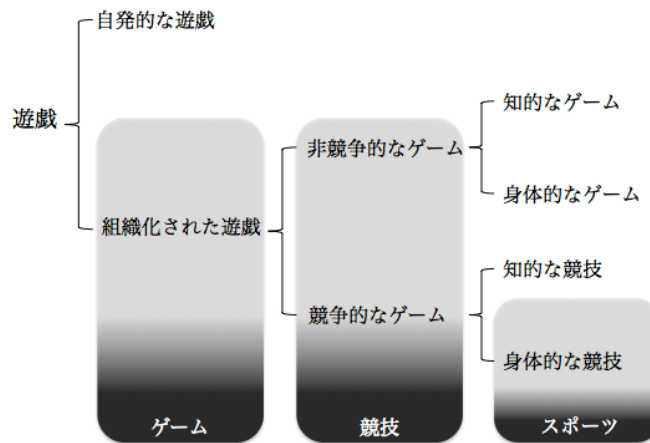 自発的な遊戯
遊戯
組織化された遊戯
ゲーム
非競争的なゲーム
競争的なゲーム
競技
知的なゲーム
身体的なゲーム
知的な競技
身体的な競技
スポーツ